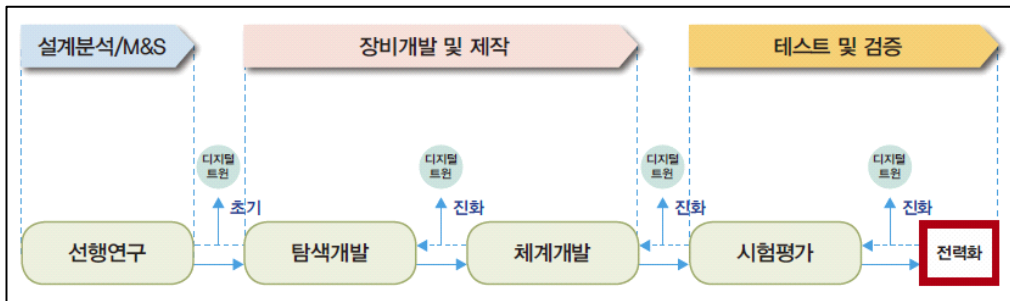 설계분석/M&S
장비개발 및 제작
테스트 및 검증
디지털
트윈
디지털
트윈
디지털
트윈
디지털
트윈
초기
진화
진화
진화
선행연구
탐색개발
체계개발
시험평가
전력화